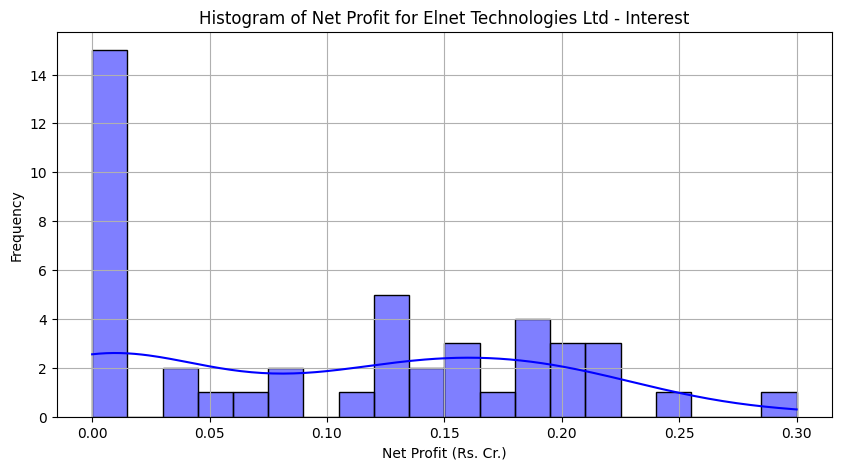 Histogram of Net Profit for Elnet Technologies Ltd - Interest
14
12
10
8
6
4
2
0
Frequency
0.00 0.05 0.10 0.15 0.20 0.25 0.30
Net Profit (Rs. Cr.)